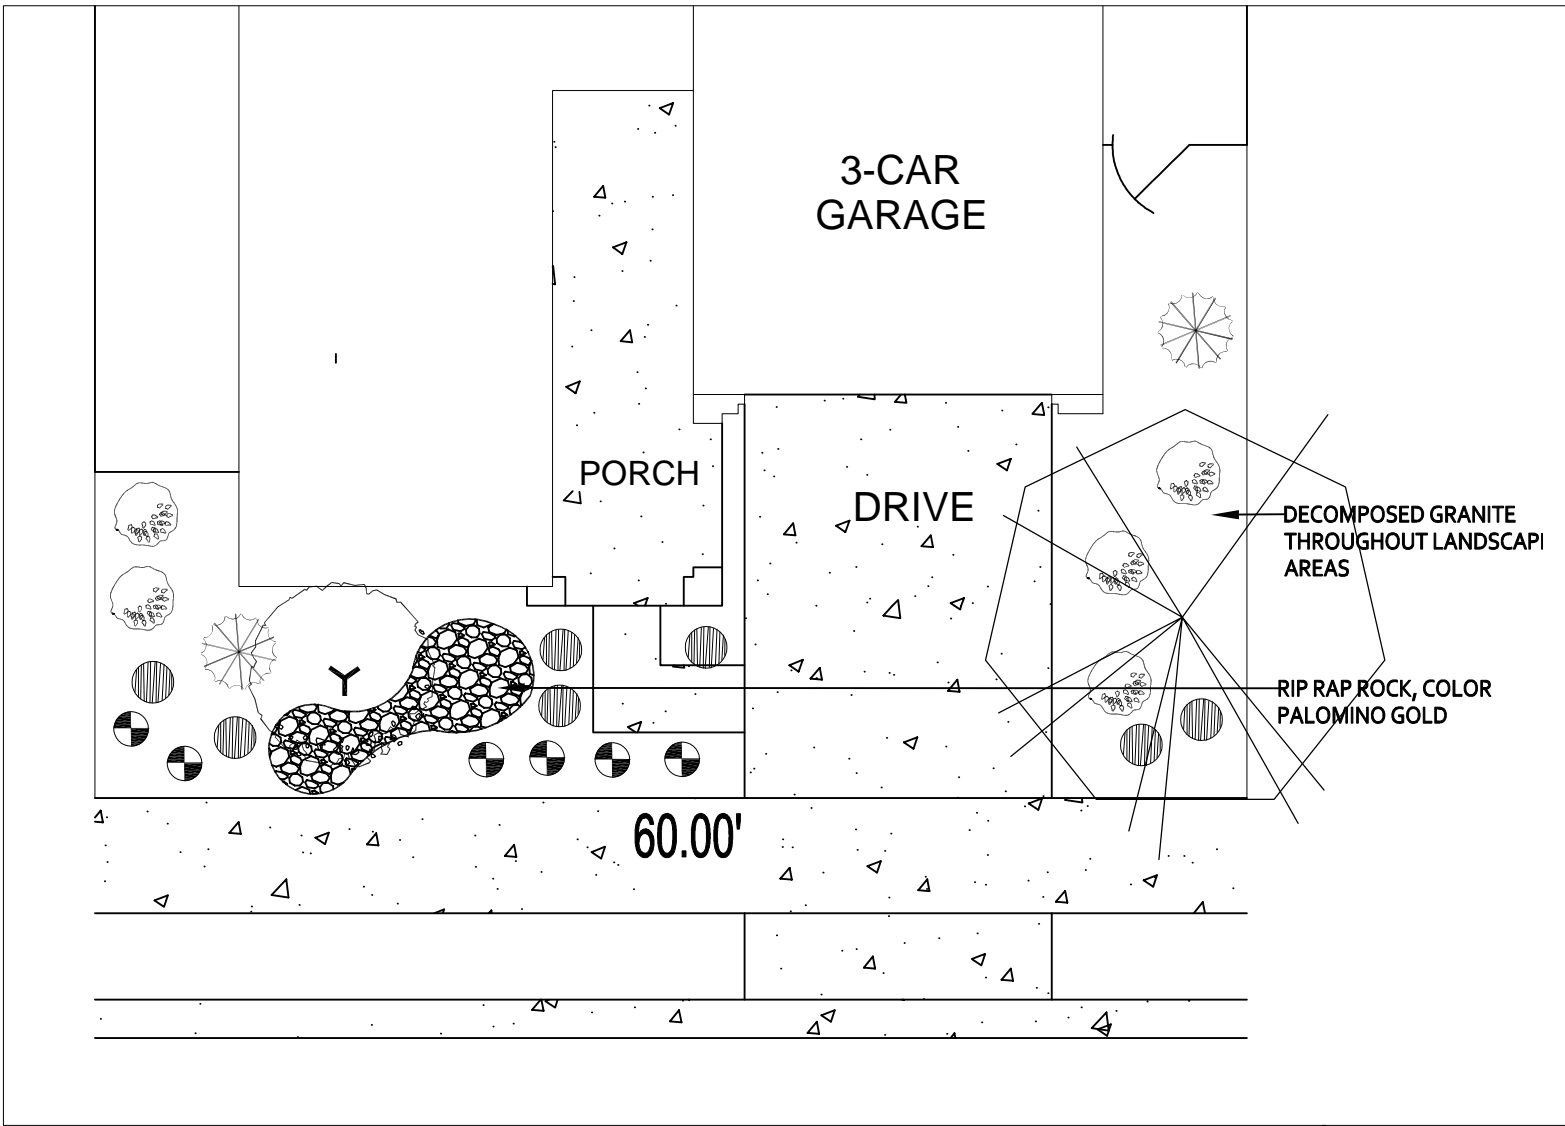 3-CAR
GARAGE
PORCH
DRIVE
DECOMPOSED GRANITE
THROUGHOUT LANDSCAPI
AREAS
RIP RAP ROCK, COLOR
PALOMINO GOLD
60.00'